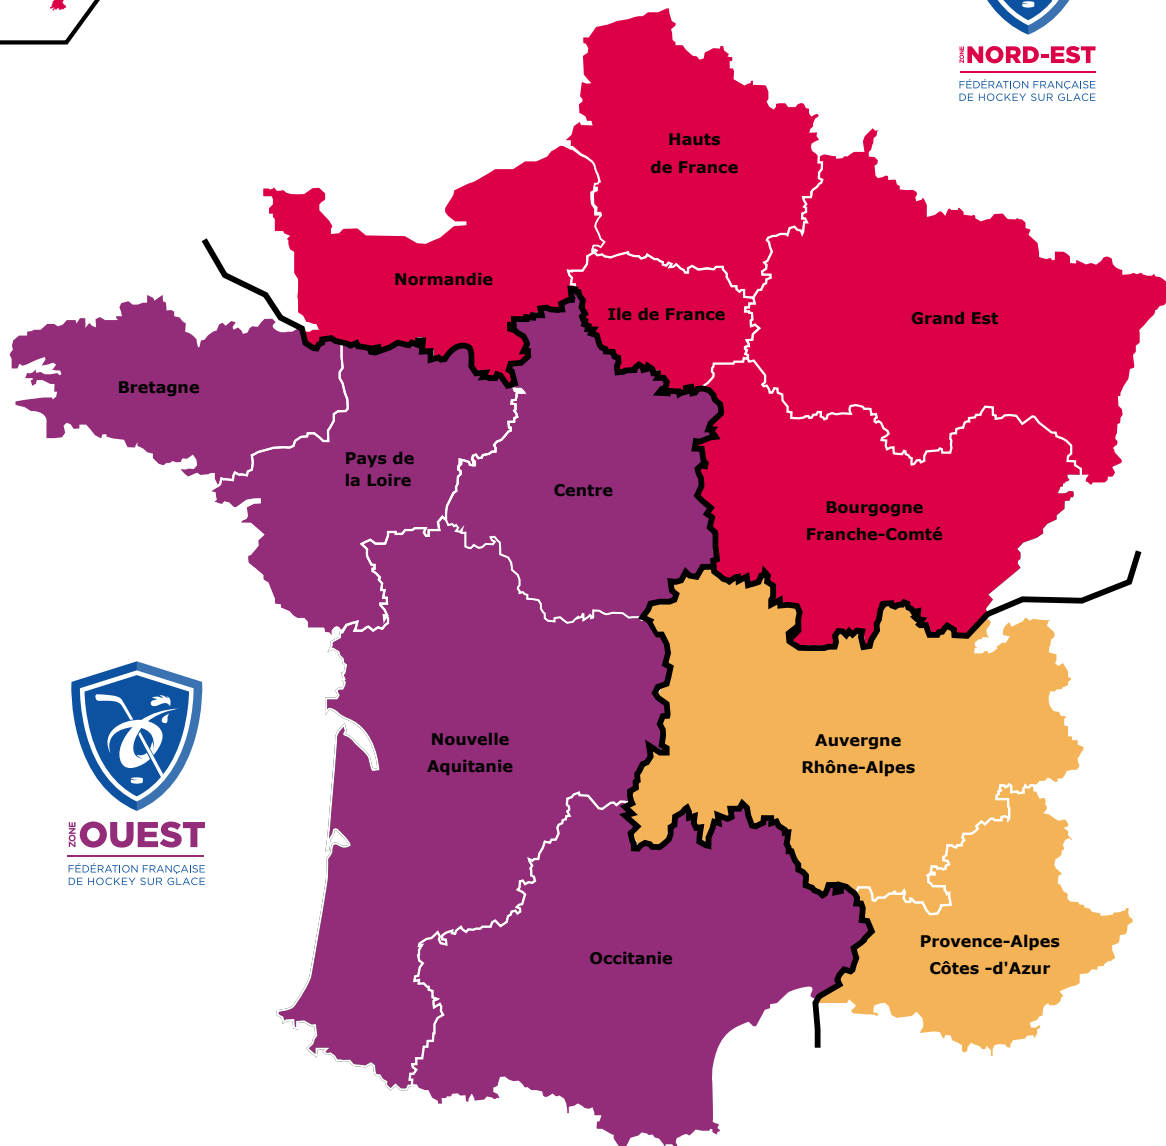 ZONE NORD-EST
FÉDÉRATION FRANÇAISE
DE HOCKEY SUR GLACE
Hauts
de France
Normandie
Ile de France
Grand Est
Bretagne
Pays de
la Loire
Centre
Bourgogne
Franche-Comté
Nouvelle
Aquitanie
Auvergne
Rhône-Alpes
ZONE OUEST
FÉDÉRATION FRANÇAISE
DE HOCKEY SUR GLACE
Occitanie
Provence-Alpes
Côtes -d'Azur